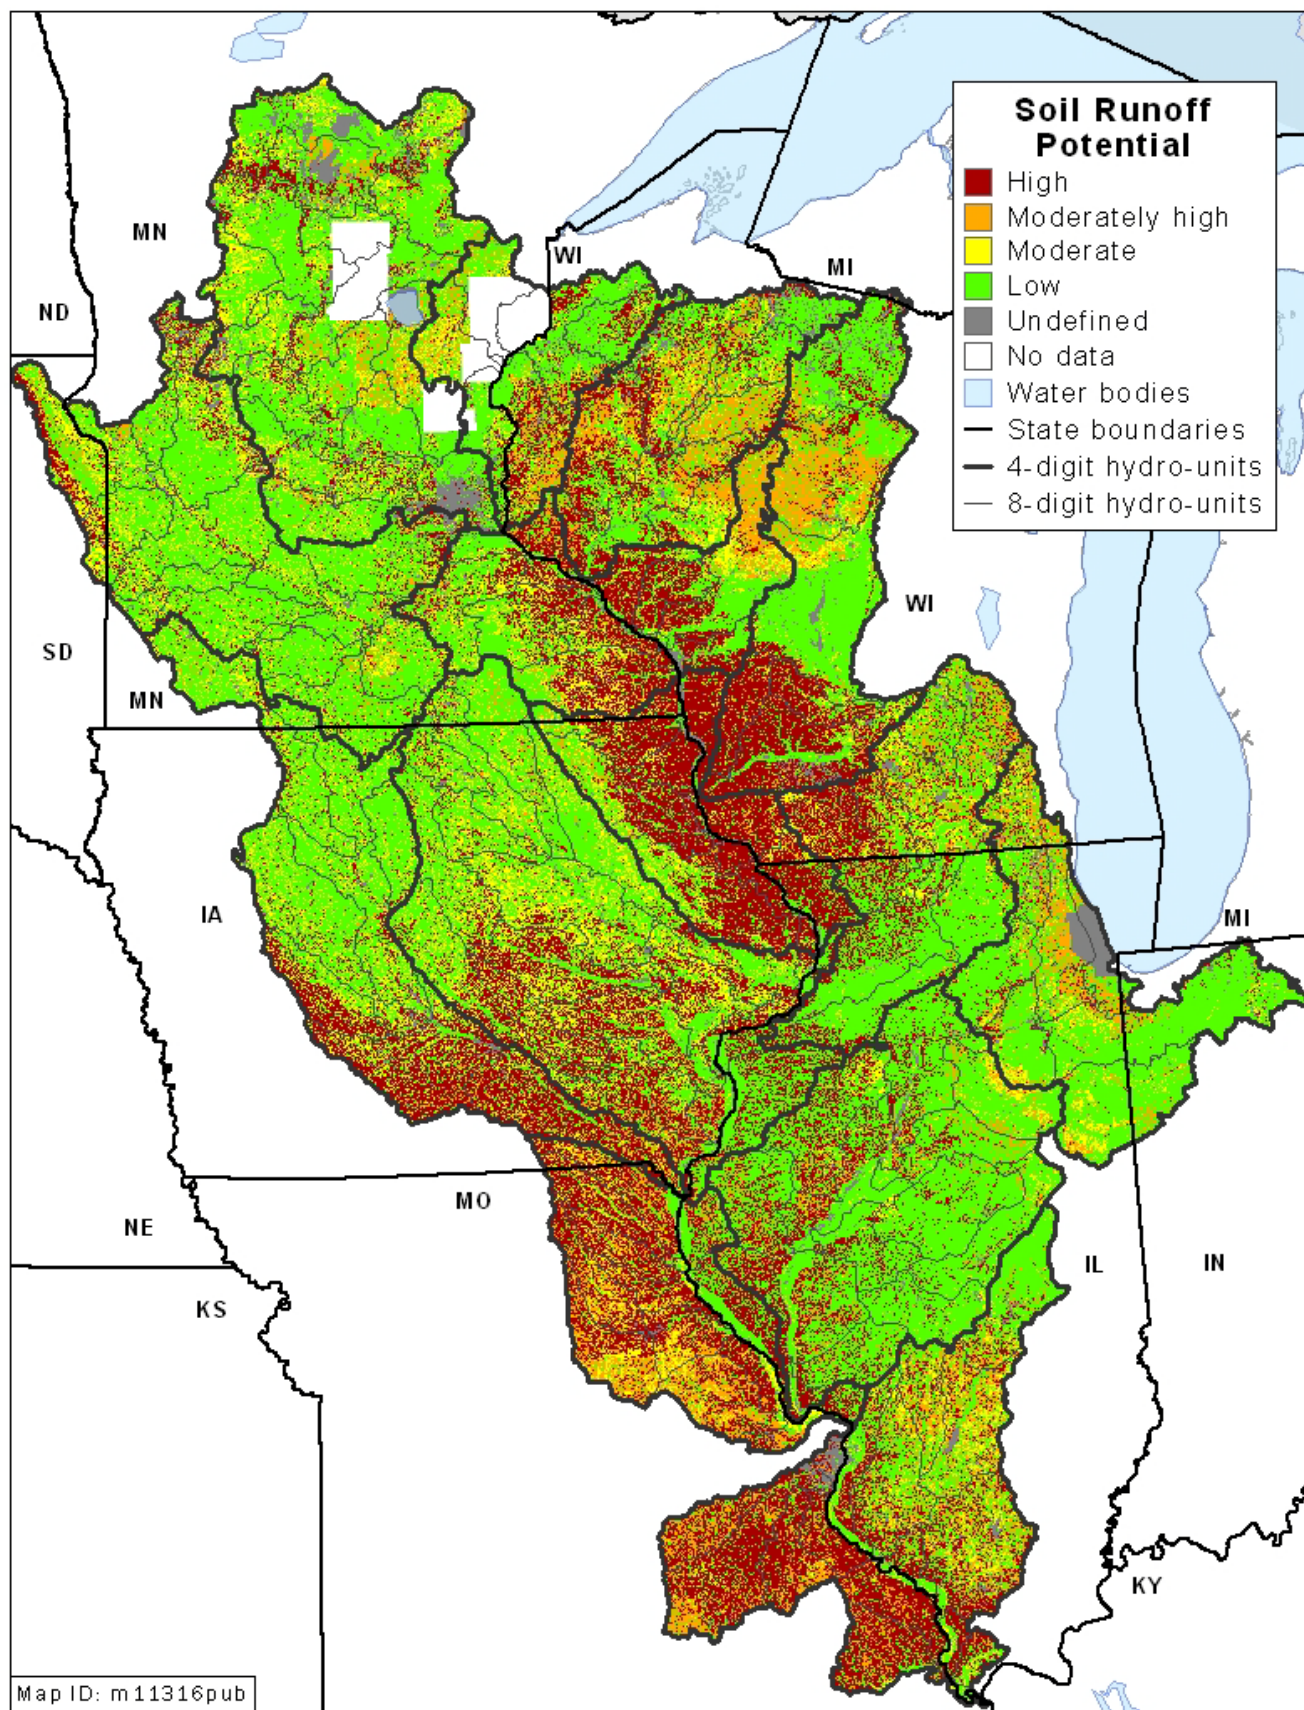 Soil Runoff
Potential
High
Moderately high
Moderate
Low
Undefined
No data
Water bodies
State boundaries
4-digit hydro-units
8-digit hydro-units
MN
WI
MI
ND
WI
SD
MN
IA
MI
MO
NE
IL
IN
KS
KY
Map ID: m11316pub